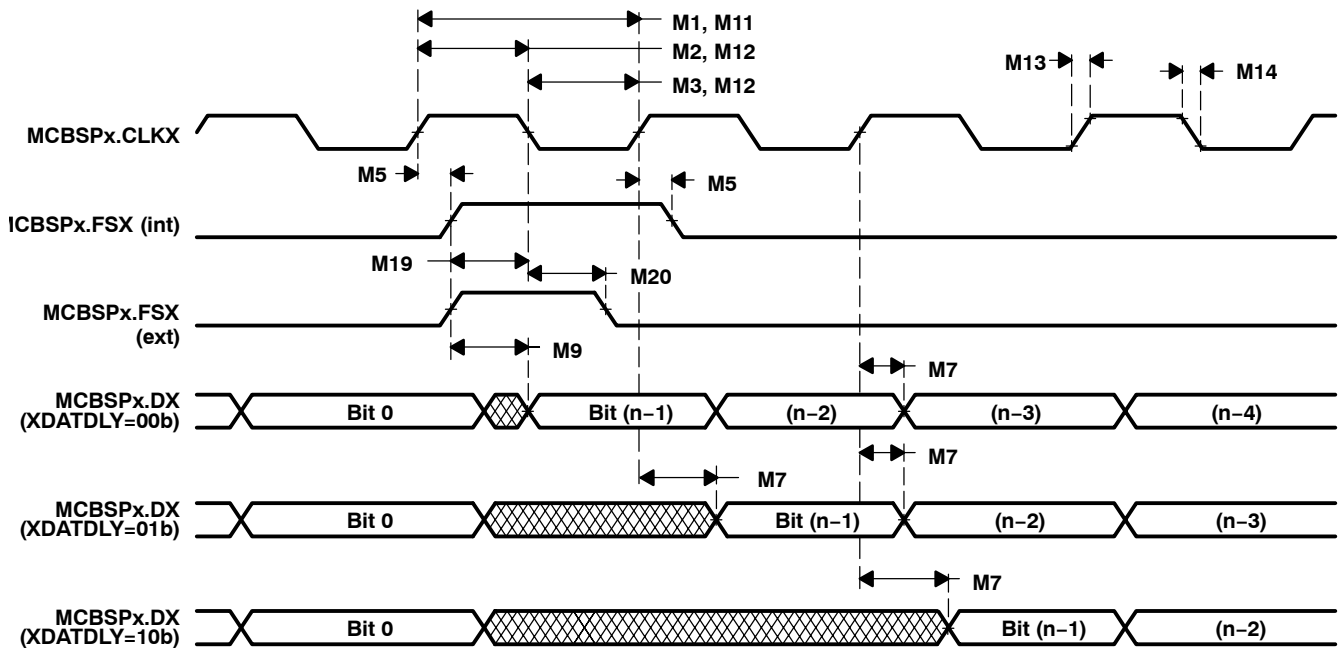 M1, M11
M2, M12
M3, M12
M13
M14
MCBSPx.CLKX
M5
M5
ICBSPx.FSX (int)
M19
M20
MCBSPx.FSX
(ext)
M9
M7
MCBSPx.DX
(XDATDLY=00b)
Bit 0
Bit (n−1)
(n−2)
(n−3)
(n−4)
M7
M7
MCBSPx.DX
(XDATDLY=01b)
Bit 0
Bit (n−1)
(n−2)
(n−3)
M7
MCBSPx.DX
(XDATDLY=10b)
Bit 0
Bit (n−1)
(n−2)